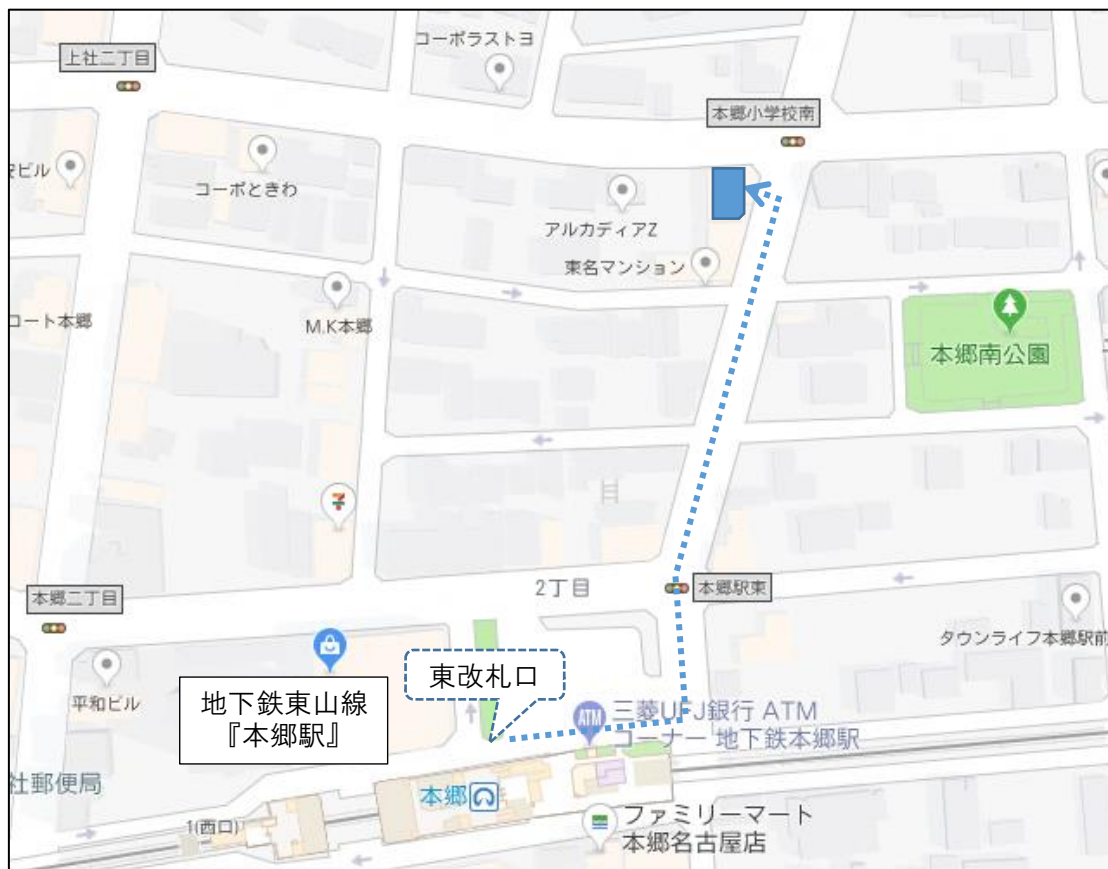 コーポラストヨ
上社二丁目
本郷小学校南
ビル
コーポときわ
アルカディアZ
東名マンション
コート本郷
M.K本郷
本郷南公園
2丁目
本郷駅東
本郷二丁目
タウンライフ本郷駅前
東改札口
平和ビル
地下鉄東山線
『本郷駅』
ATM
三菱UFJ銀行 ATM
コーナー 地下鉄本郷駅
社郵便局
本郷
1(西口)
ファミリーマート
本郷名古屋店